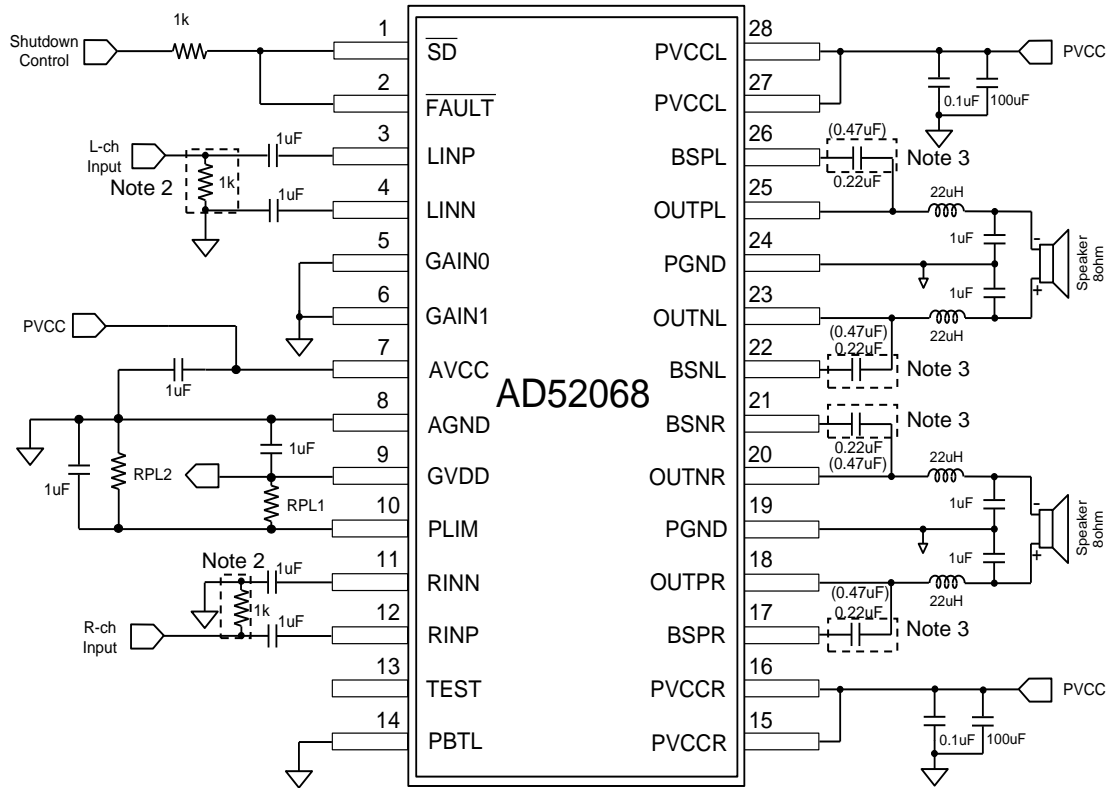 1k
Shutdown
Control
1
SD
2
FAULT
L-ch
Input
1uF
3
LINP
Note 2
1k
1uF
4
LINN
5
GAIN0
6
GAIN1
PVCC
7
AVCC
1uF
8
AGND
1uF
1uF
RPL2
9
GVDD
RPL1
10
PLIM
Note 2
1uF
11
RINN
1k
R-ch
Input
1uF
12
RINP
13
TEST
14
PBTL
AD52068
28
PVCCL
PVCC
27
PVCCL
0.1uF
100uF
26
BSPL
(0.47uF)
0.22uF
Note 3
25
OUTPL
22uH
24
PGND
1uF
-
+
1uF
Speaker
8ohm
23
OUTNL
22uH
22
BSNL
(0.47uF)
0.22uF
Note 3
21
BSNR
0.22uF
(0.47uF)
Note 3
20
OUTNR
22uH
19
PGND
1uF
-
+
1uF
Speaker
8ohm
18
OUTPR
22uH
17
BSPR
(0.47uF)
0.22uF
Note 3
16
PVCCR
PVCC
15
PVCCR
0.1uF
100uF